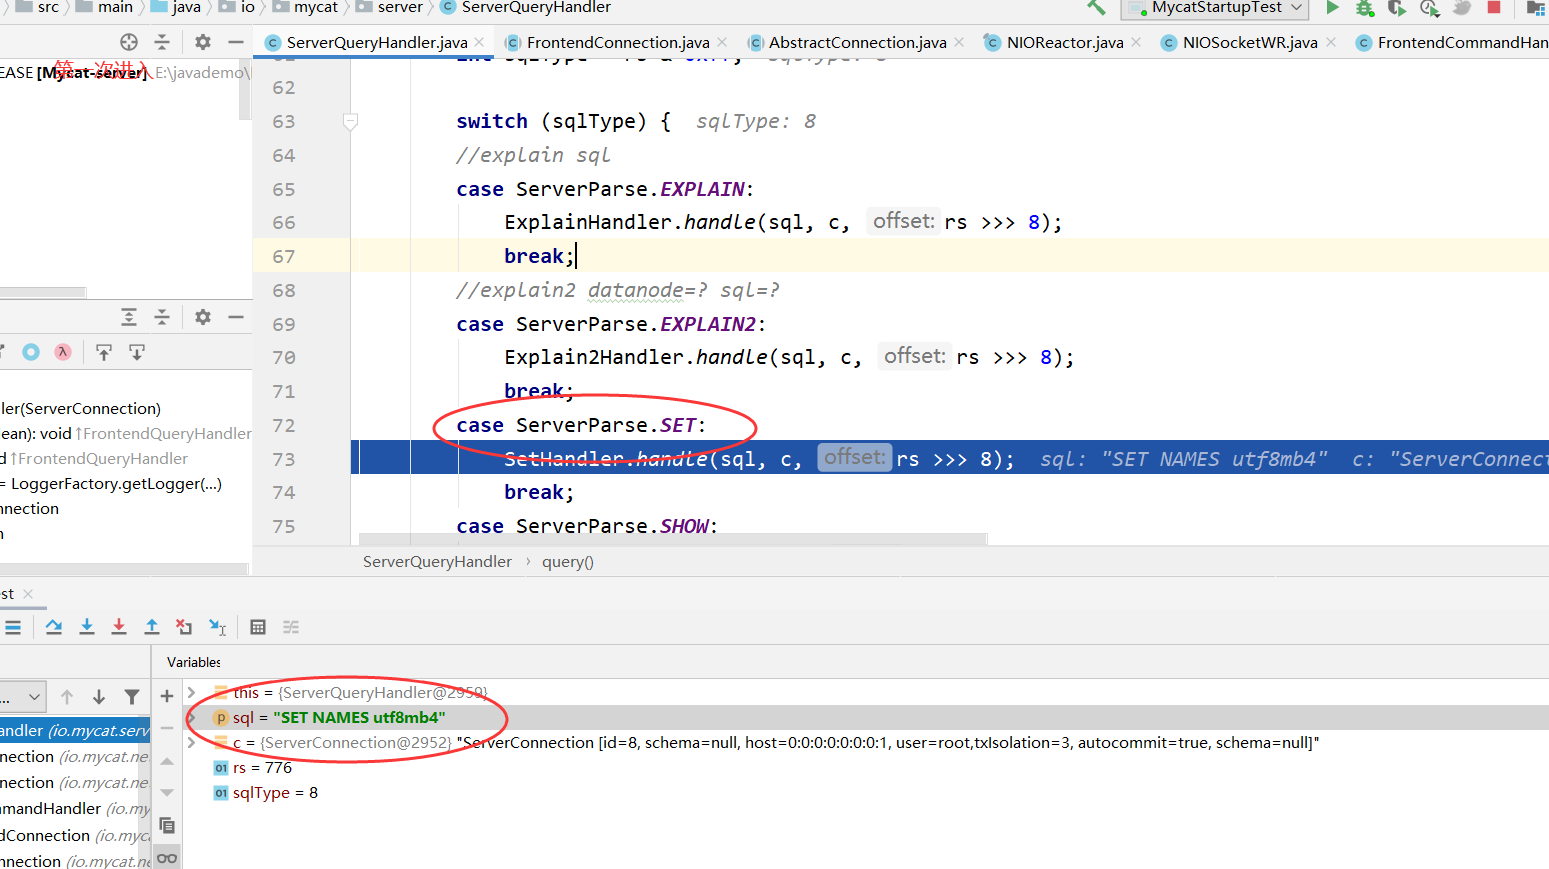 src › main › java › io › mycat › server › ServerQueryHandler
MycatStartupTest
ServerQueryHandler.java
FrontendConnection.java
AbstractConnection.java
NIOReactor.java
NIOSocketWR.java
FrontendCommandHan
EASE [Mycat-server] E:\javademo\
第一次进入
62
63 switch (sqlType) { sqlType: 8
64 //explain sql
65 case ServerParse.EXPLAIN:
66 ExplainHandler.handle(sql, c, offset: rs >>> 8);
67 break;
68 //explain2 datanode=? sql=?
69 case ServerParse.EXPLAIN2:
70 Explain2Handler.handle(sql, c, offset: rs >>> 8);
71 break;
72 case ServerParse.SET:
73 SetHandler.handle(sql, c, offset: rs >>> 8); sql: "SET NAMES utf8mb4" c: "ServerConnect
74 break;
75 case ServerParse.SHOW:
ler(ServerConnection)
ean): void ↑FrontendQueryHandler
d ↑FrontendQueryHandler
= LoggerFactory.getLogger(...)
nnection
n
ServerQueryHandler › query()
est
Variables
...
this = {ServerQueryHandler@2959}
sql = "SET NAMES utf8mb4"
c = {ServerConnection@2952} "ServerConnection [id=8, schema=null, host=0:0:0:0:0:0:0:1, user=root,txIsolation=3, autocommit=true, schema=null]"
rs = 776
sqlType = 8
andler (io.mycat.serv
nection (io.mycat.ne
nection (io.mycat.ne
mandHandler (io.my
dConnection (io.myca
nnection (io.mycat.n